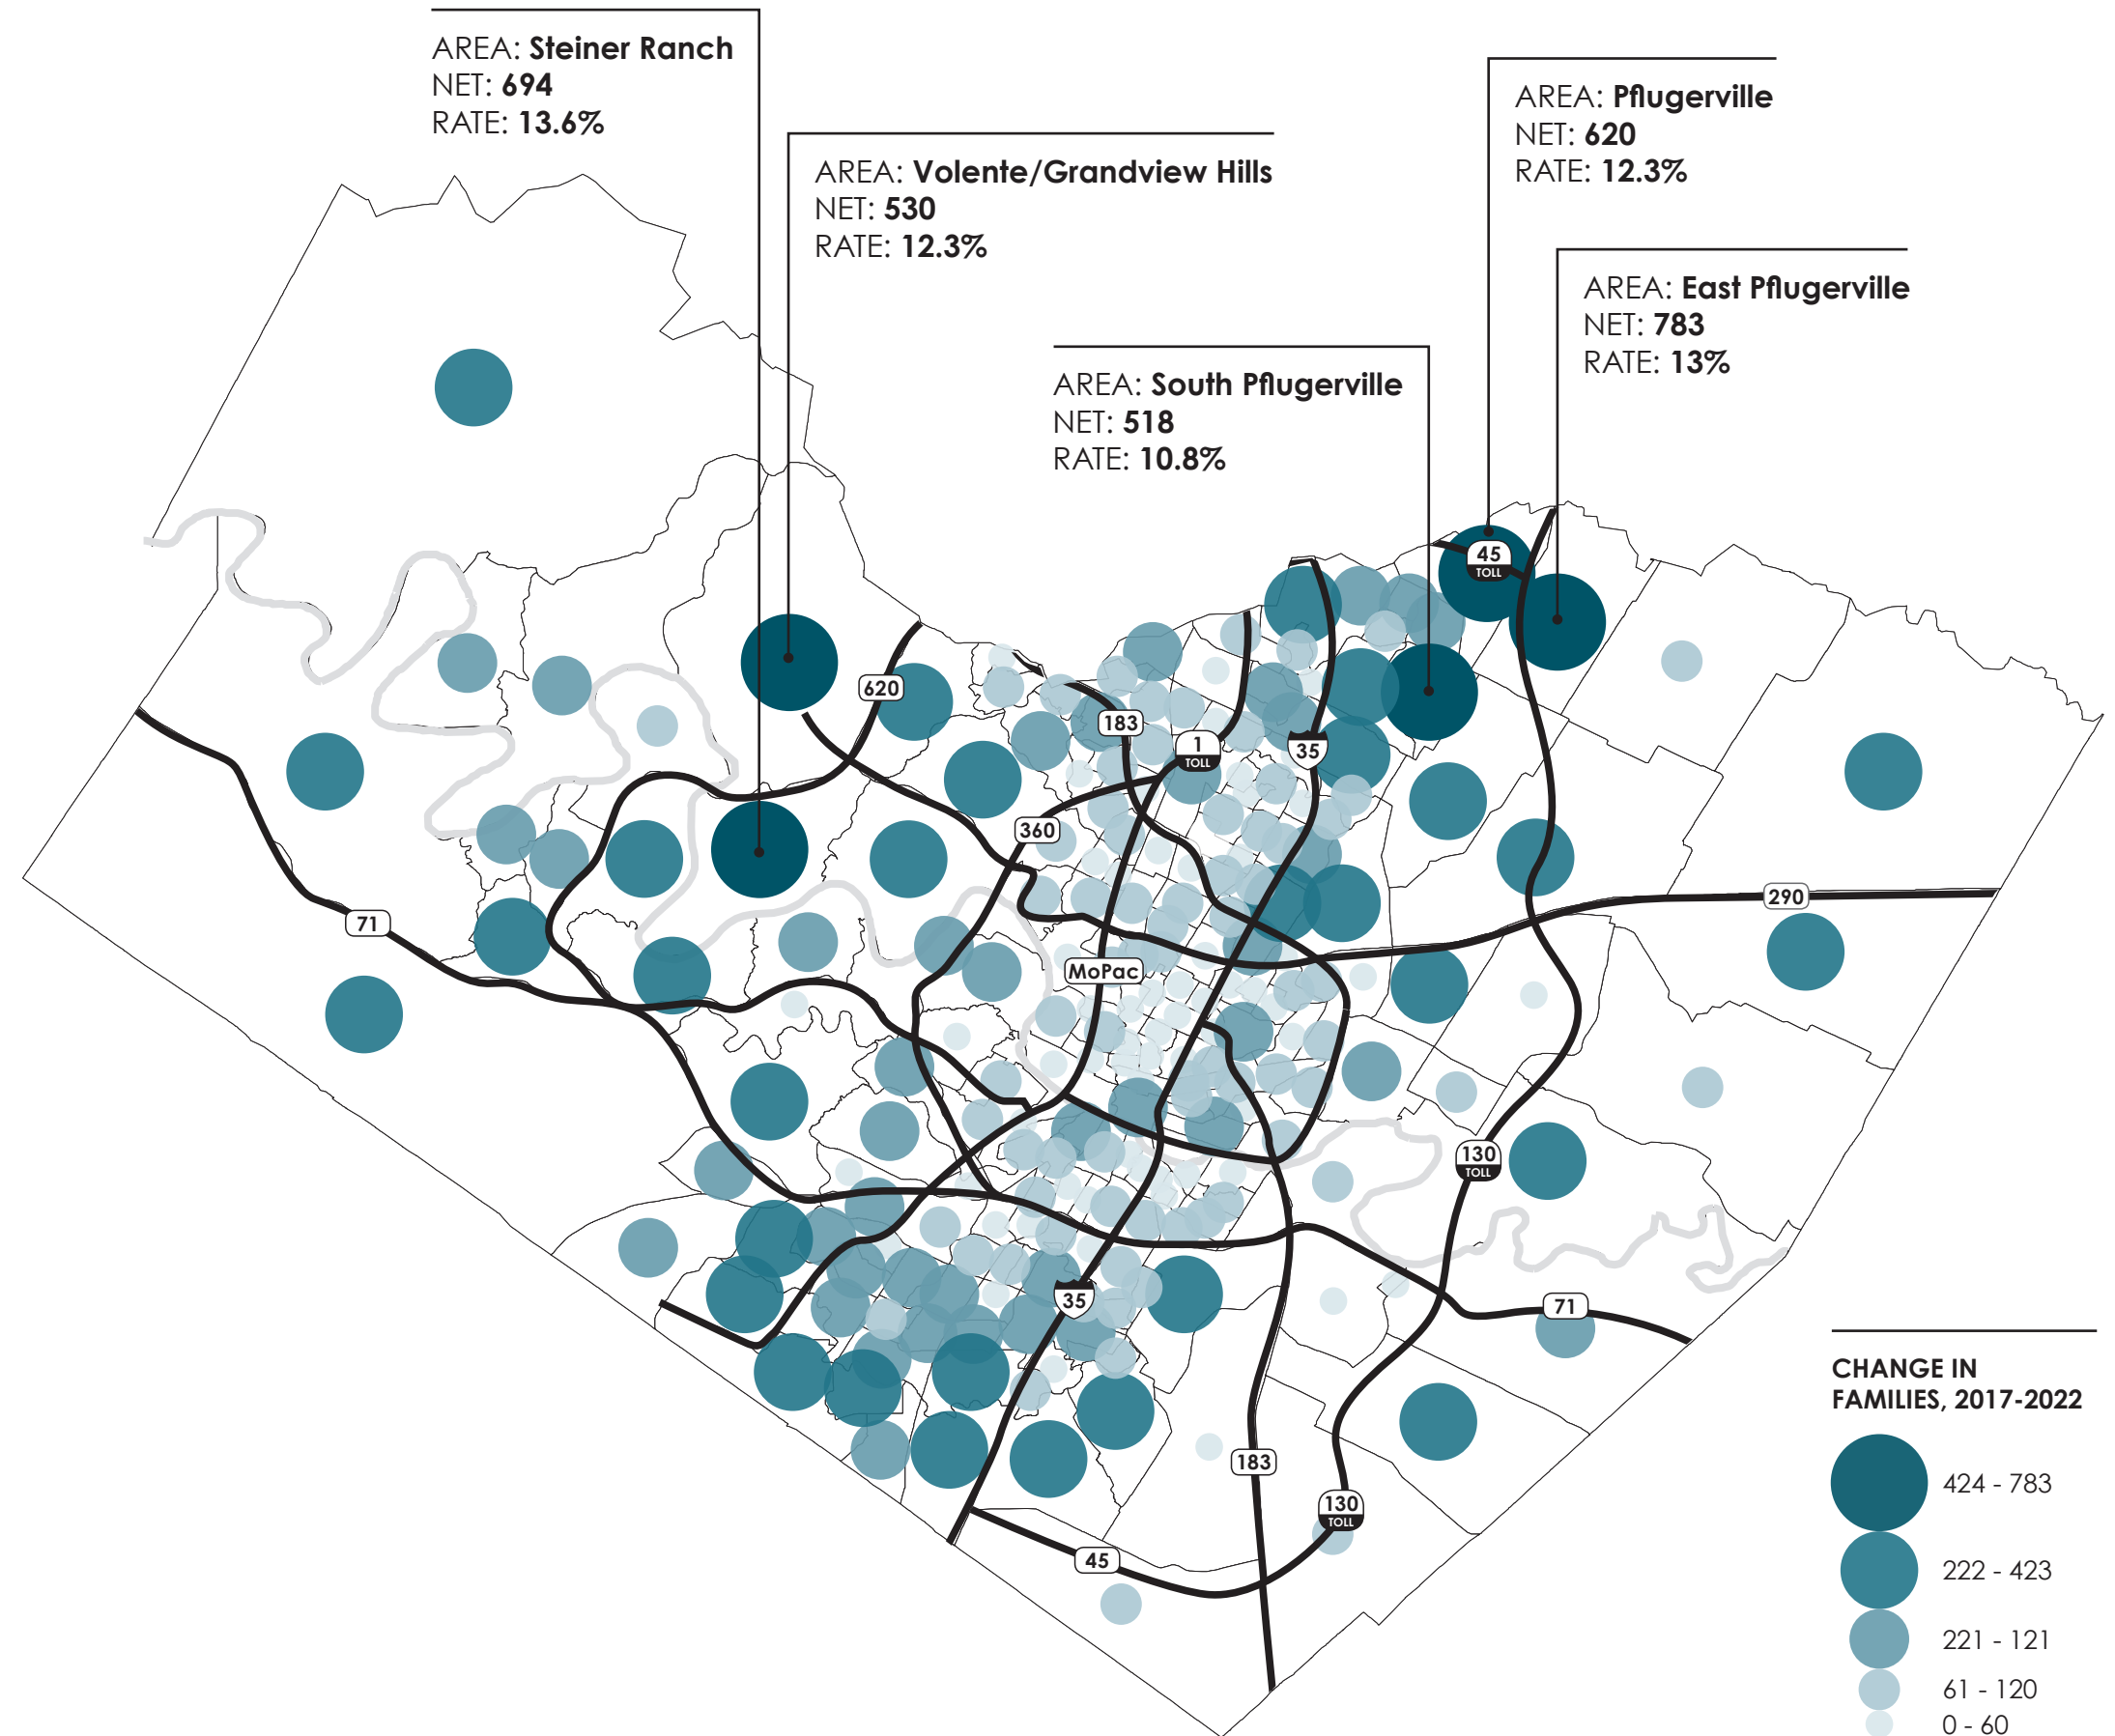 AREA: Steiner Ranch
NET: 694
RATE: 13.6%
AREA: Volente/Grandview Hills
NET: 530
RATE: 12.3%
AREA: Pflugerville
NET: 620
RATE: 12.3%
AREA: East Pflugerville
NET: 783
RATE: 13%
AREA: South Pflugerville
NET: 518
RATE: 10.8%
45
TOLL
620
183
1
TOLL
35
360
290
71
MoPac
130
TOLL
35
71
183
130
TOLL
45
CHANGE IN
FAMILIES, 2017-2022
424 - 783
222 - 423
221 - 121
61 - 120
0 - 60